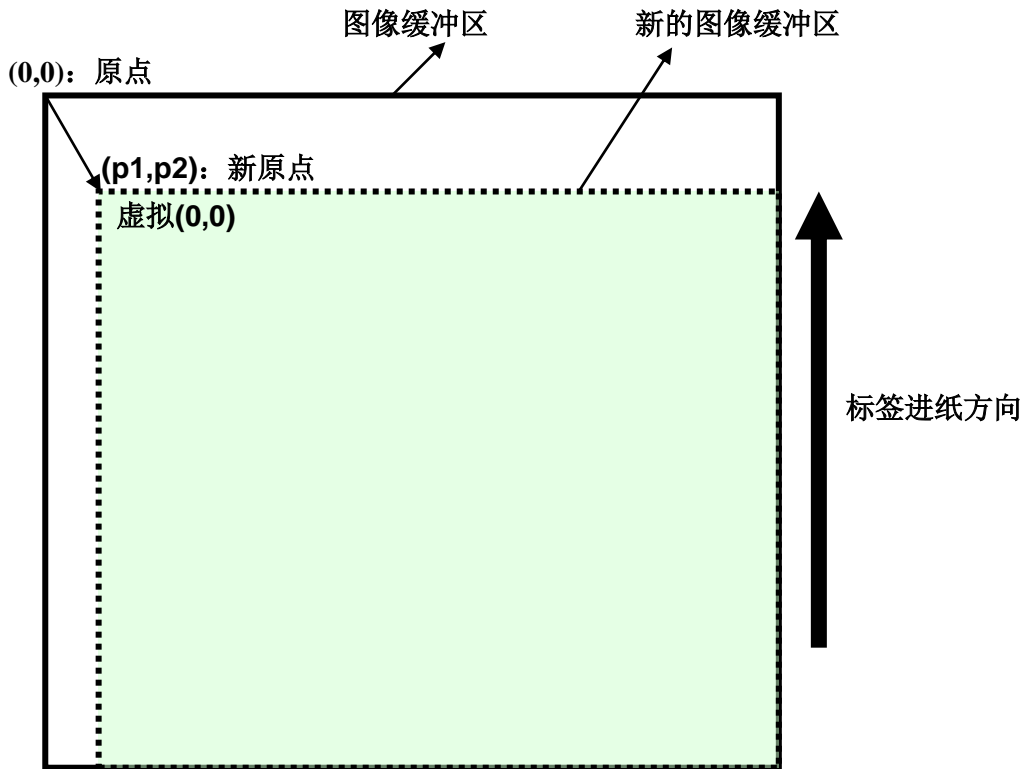 图像缓冲区
新的图像缓冲区
(0,0)：原点
(p1,p2)：新原点
虚拟(0,0)
标签进纸方向